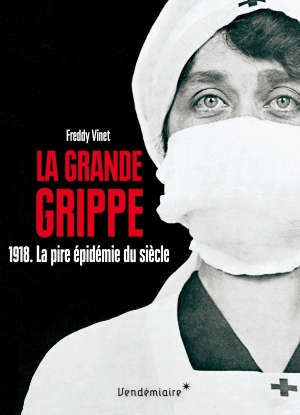 Freddy Vinet
LA GRANDE
GRIPPE
1918. La pire épidémie du siècle
Vendémiaire*